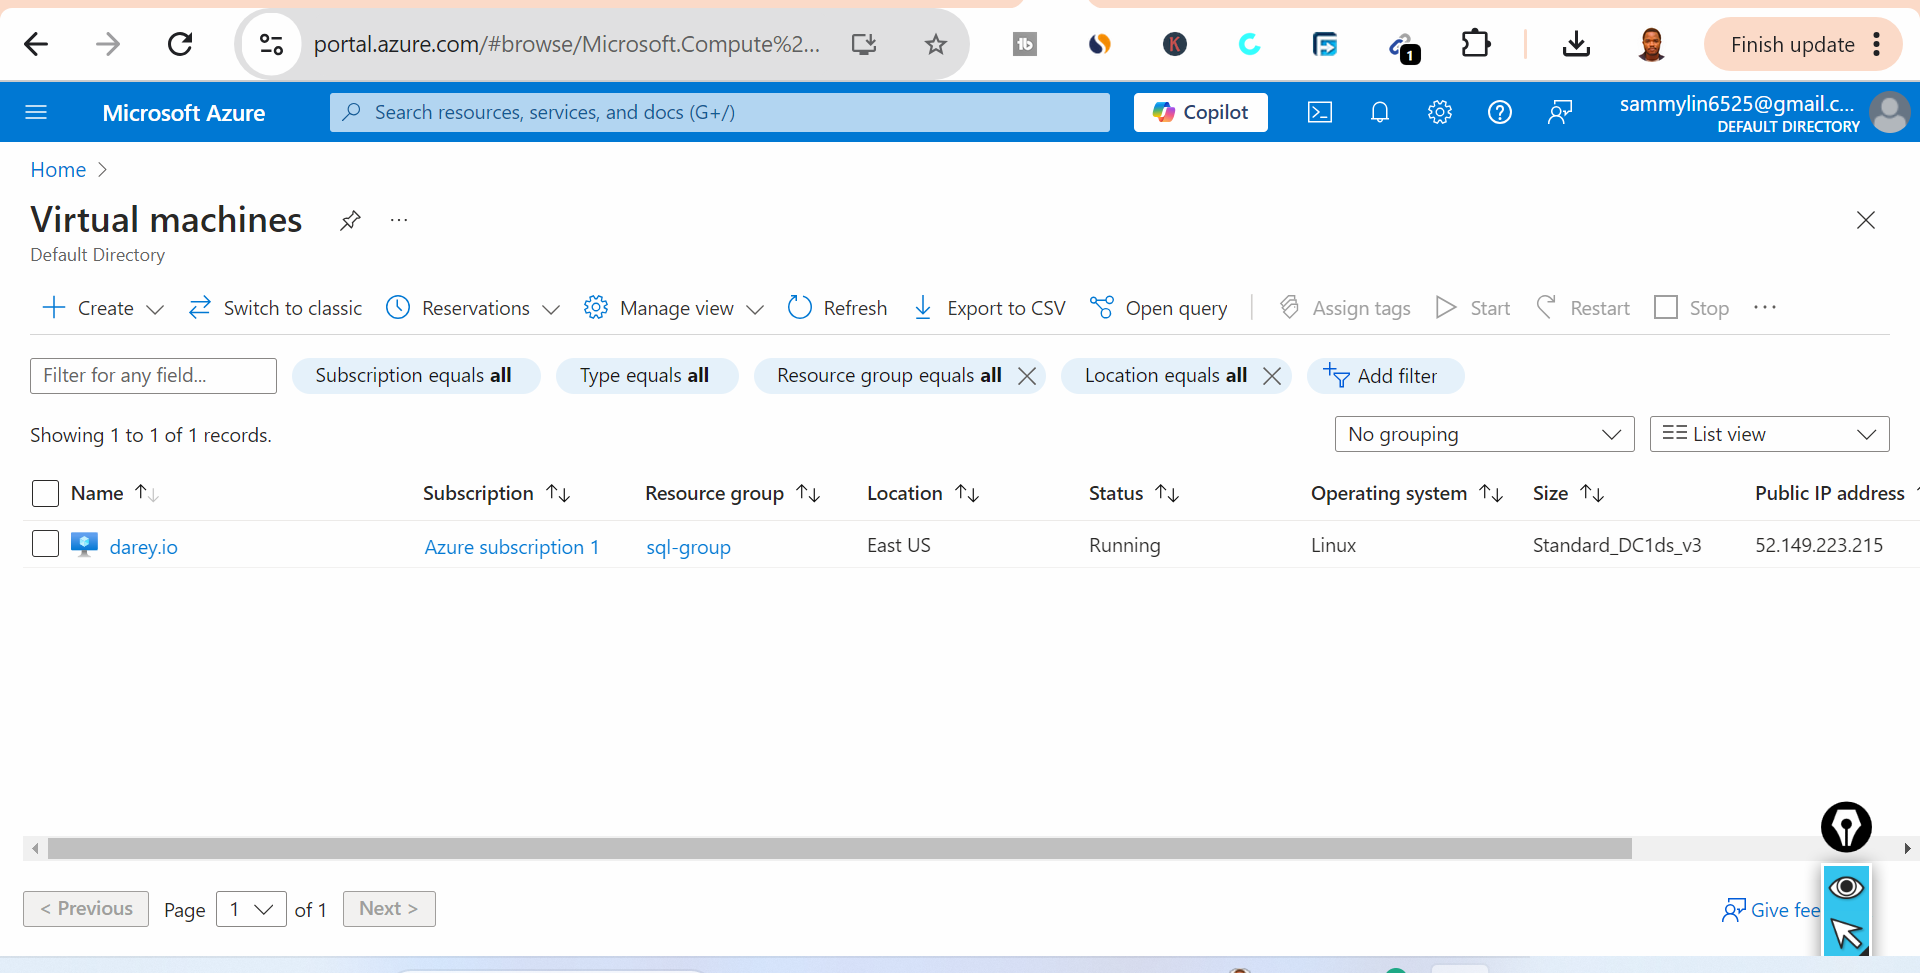 portal.azure.com/#browse/Microsoft.Compute%2...
1
Finish update
Microsoft Azure
Search resources, services, and docs (G+/)
Copilot
sammylin6525@gmail.c...
DEFAULT DIRECTORY
Home
Virtual machines
Default Directory
Create Switch to classic Reservations Manage view Refresh Export to CSV Open query Assign tags Start Restart Stop
Filter for any field... Subscription equals all Type equals all Resource group equals all Location equals all Add filter
Showing 1 to 1 of 1 records. No grouping List view
Name Subscription Resource group Location Status Operating system Size Public IP address
darey.io Azure subscription 1 sql-group East US Running Linux Standard_DC1ds_v3 52.149.223.215
< Previous Page 1 of 1 Next > Give fee